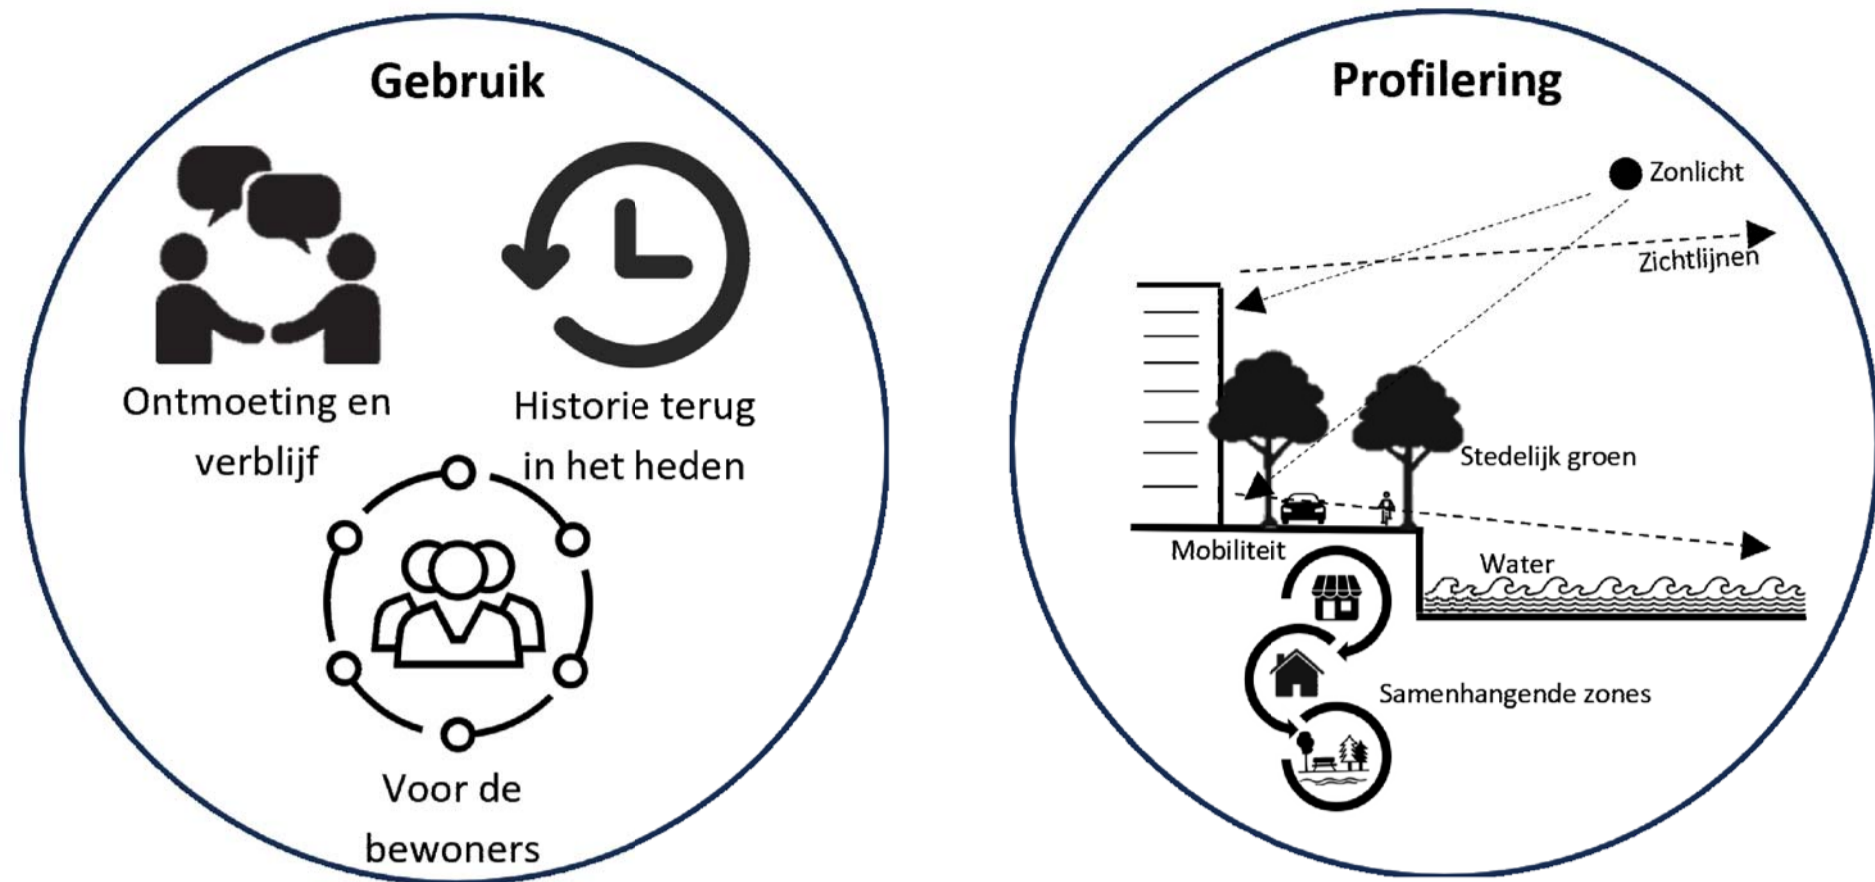 Gebruik
Ontmoeting en
verblijf
Historie terug
in het heden
Voor de
bewoners
Profilering
Zonlicht
Zichtlijnen
Stedelijk groen
Mobiliteit
Water
Samenhangende zones